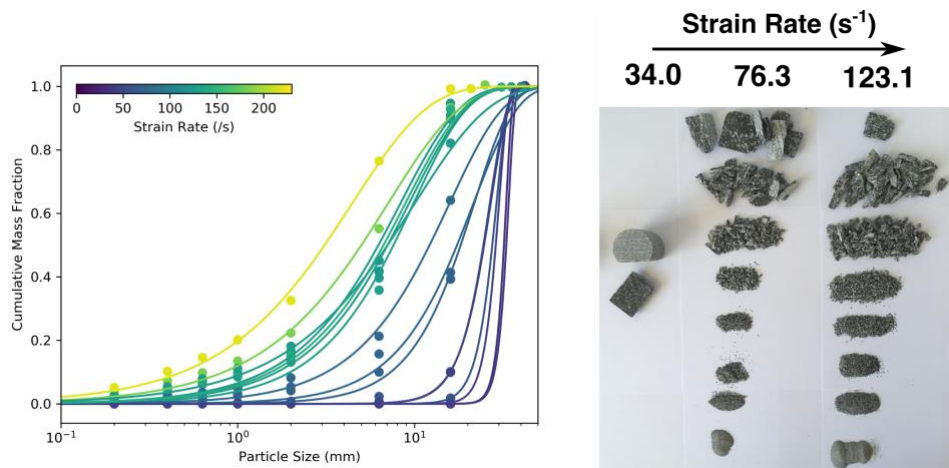 0 50 100 150 200
Strain Rate (/s)
1.0
0.8
0.6
0.4
0.2
0.0
Cumulative Mass Fraction
10⁻¹ 10⁰ 10¹
Particle Size (mm)
Strain Rate (s⁻¹)
34.0 76.3 123.1